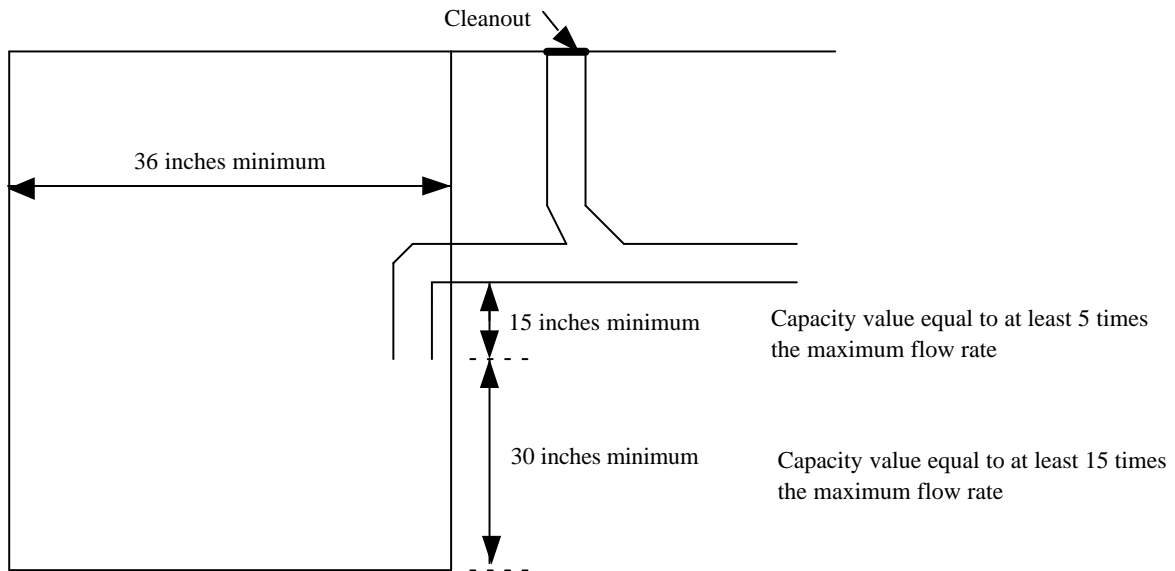 Cleanout
36 inches minimum
15 inches minimum
Capacity value equal to at least 5 times
the maximum flow rate
30 inches minimum
Capacity value equal to at least 15 times
the maximum flow rate